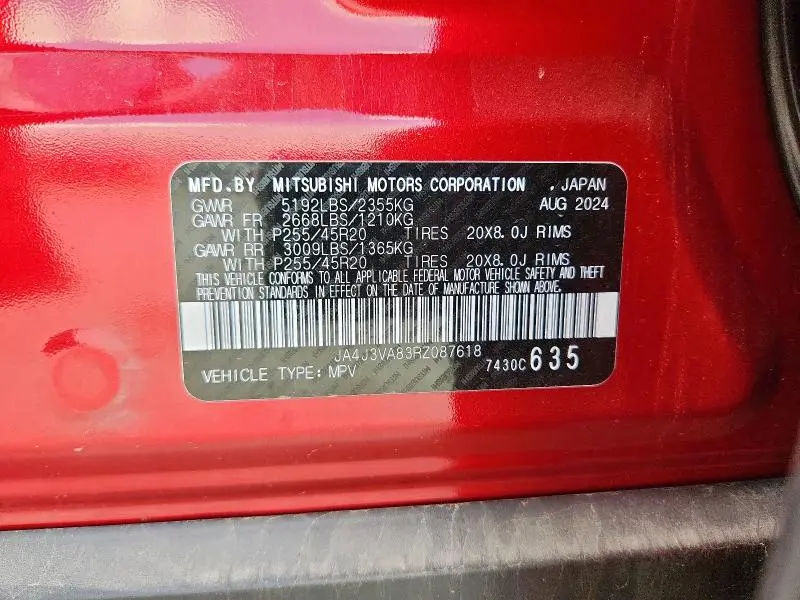 MFD.BY MITSUBISHI MOTORS CORPORATION . JAPAN
GVWR 5192LBS/2355KG AUG 2024
GAWR FR 2668LBS/1210KG
WITH P255/45R20 TIRES 20X8.0J RIMS
GAWR RR 3009LBS/1365KG
WITH P255/45R20 TIRES 20X8.0J RIMS
THIS VEHICLE CONFORMS TO ALL APPLICABLE FEDERAL MOTOR VEHICLE SAFETY AND THEFT
PREVENTION STANDARDS IN EFFECT ON THE DATE OF MANUFACTURE SHOWN ABOVE.
JA4J3VA83RZ087618
VEHICLE TYPE: MPV 7430C 635